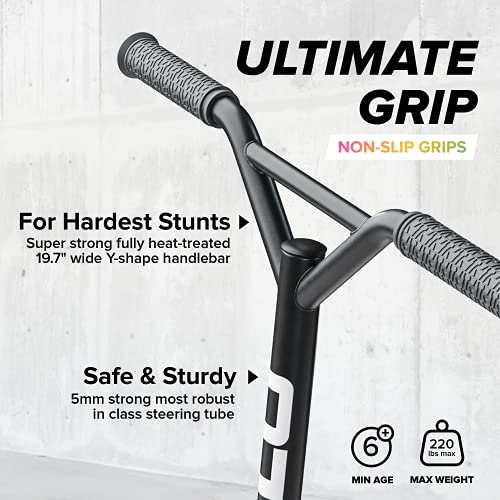 ULTIMATE
GRIP
NON-SLIP GRIPS
For Hardest Stunts
Super strong fully heat-treated
19.7" wide Y-shape handlebar
Safe & Sturdy
5mm strong most robust
in class steering tube
6+
MIN AGE
220
lbs max
MAX WEIGHT